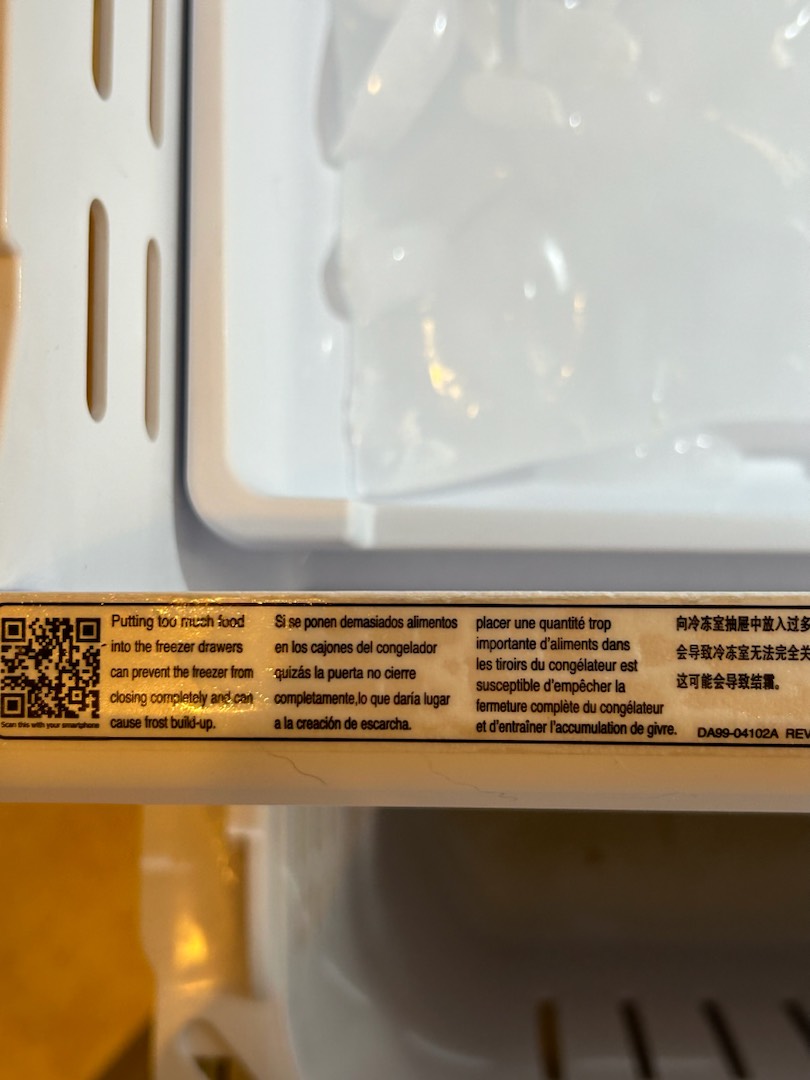 Putting too much food
into the freezer drawers
can prevent the freezer from
closing completely and can
cause frost build-up.
Scan this with your smartphone
Si se ponen demasiados alimentos
en los cajones del congelador
quizás la puerta no cierre
completamente,lo que daría lugar
a la creación de escarcha.
placer une quantité trop
importante d'aliments dans
les tiroirs du congélateur est
susceptible d'empêcher la
fermeture complète du congélateur
et d'entraîner l'accumulation de givre.
向冷冻室抽屉中放入过多
会导致冷冻室无法完全关
这可能会导致结霜。
DA99-04102A REV